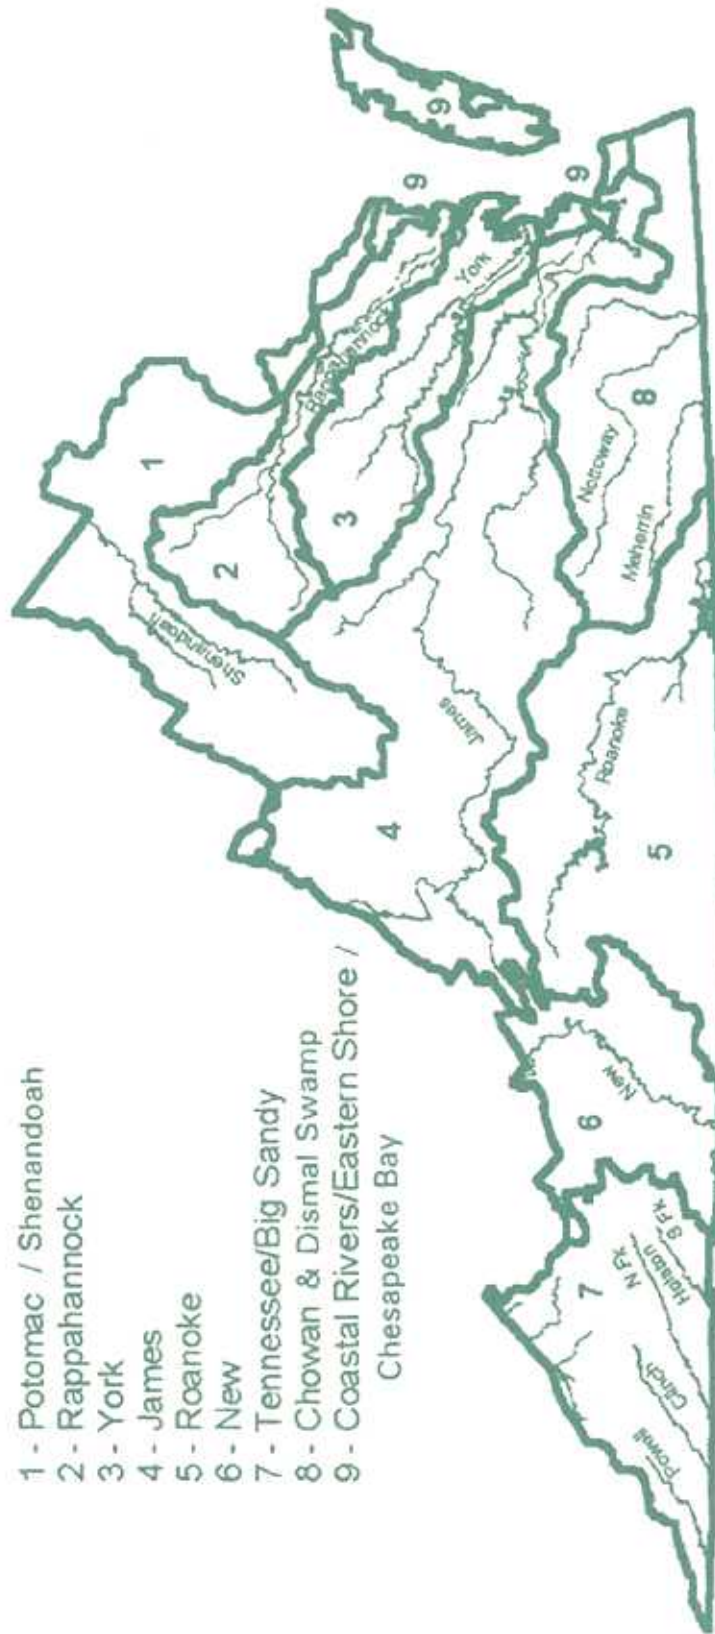 1 - Potomac / Shenandoah
2 - Rappahannock
3 - York
4 - James
5 - Roanoke
6 - New
7 - Tennessee/Big Sandy
8 - Chowan & Dismal Swamp
9 - Coastal Rivers/Eastern Shore /
Chesapeake Bay
1
2
3
4
5
6
7
8
9
9
9
Shenandoah
Rappahannock
York
James
Nottoway
Meherrin
Roanoke
New
N Fk
S Fk
Holston
Clinch
Powell